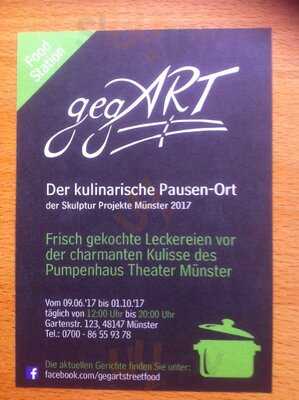 Food
Station
gegART
Der kulinarische Pausen-Ort
der Skulptur Projekte Münster 2017
Frisch gekochte Leckereien vor
der charmanten Kulisse des
Pumpenhaus Theater Münster
Vom 09.06.'17 bis 01.10.'17
täglich von 12:00 Uhr bis 20:00 Uhr
Gartenstr. 123, 48147 Münster
Tel.: 0700 - 86 55 93 78
Die aktuellen Gerichte finden Sie unter:
f facebook.com/gegartstreetfood